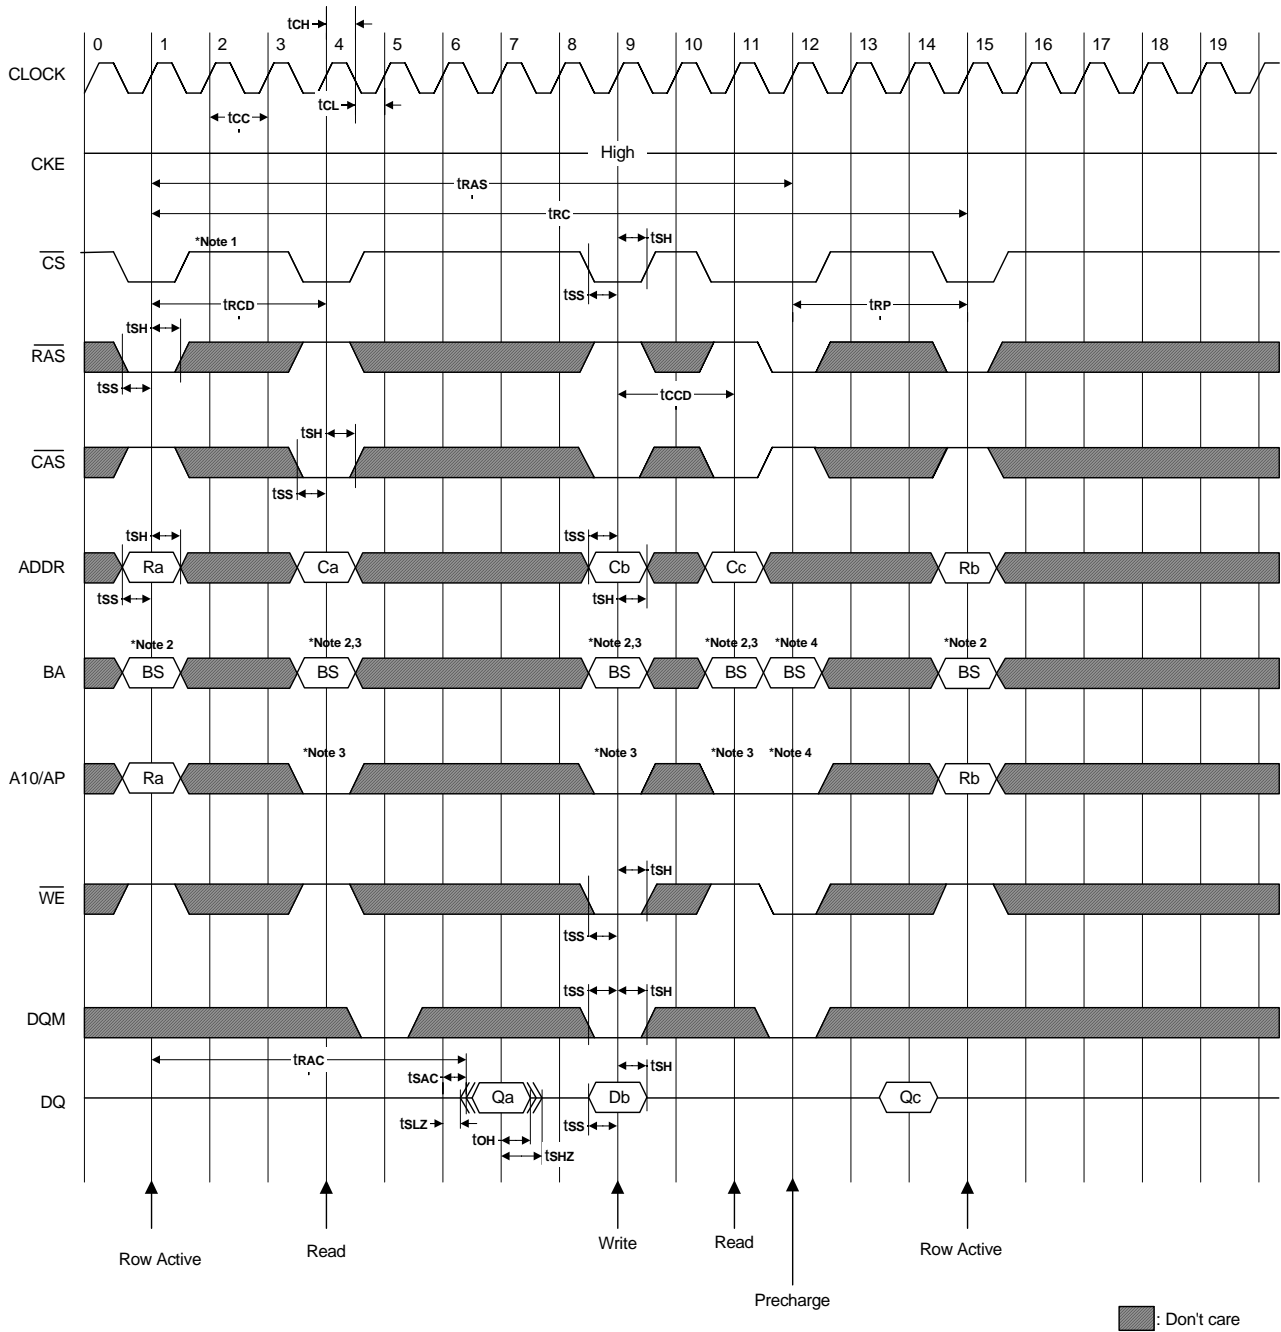 tCH
0 1 2 3 4 5 6 7 8 9 10 11 12 13 14 15 16 17 18 19
CLOCK
tCL
tCC
High
CKE
tRAS
tRC
*Note 1
tSH
CS
tSS
tRCD
tRP
tSH
RAS
tSS
tCCD
tSH
CAS
tSS
tSH
tSS
ADDR
Ra Ca Cb Cc Rb
tSS
tSH
*Note 2 *Note 2,3 *Note 2,3 *Note 2,3 *Note 4 *Note 2
BA
BS BS BS BS BS BS
*Note 3 *Note 3 *Note 3 *Note 4
A10/AP
Ra Rb
tSH
WE
tSS
tSS tSH
DQM
tRAC
tSAC
tSH
DQ
Qa Db Qc
tSLZ
tSS
tOH
tSHZ
Row Active Read Write Read Row Active
Precharge
: Don't care